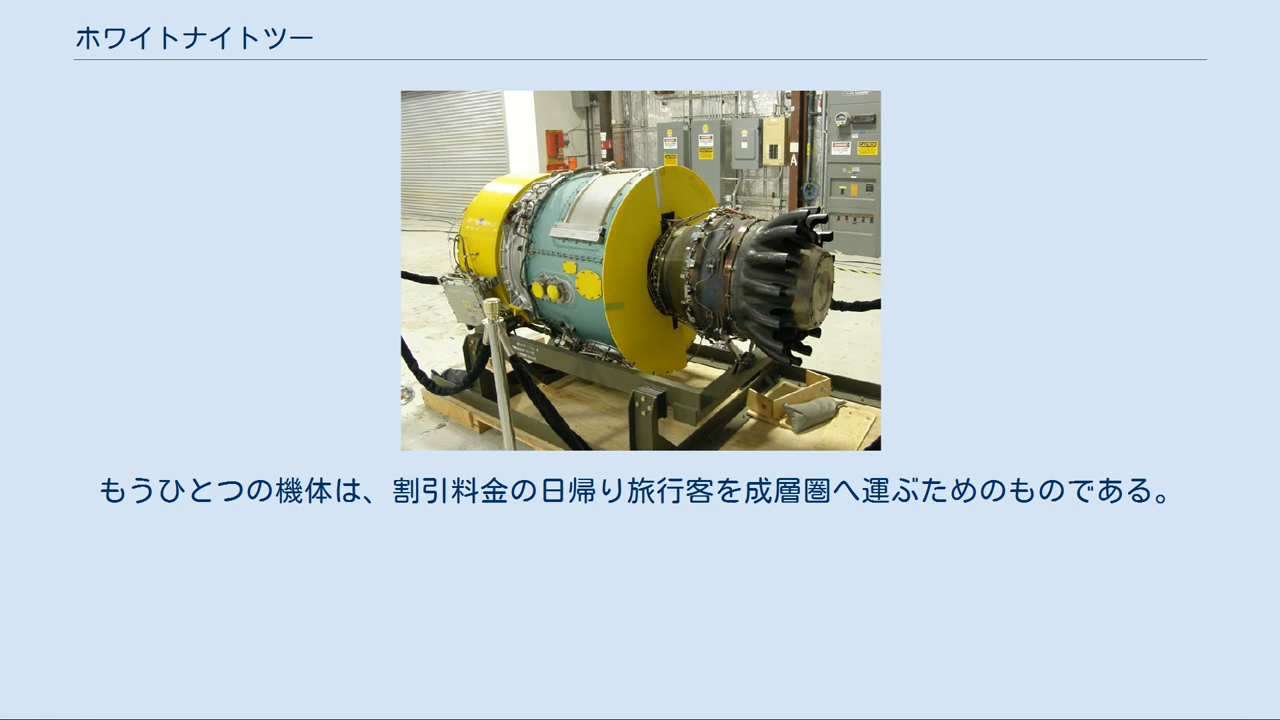 ホワイトナイトツー
もうひとつの機体は、割引料金の日帰り旅行客を成層圏へ運ぶためのものである。